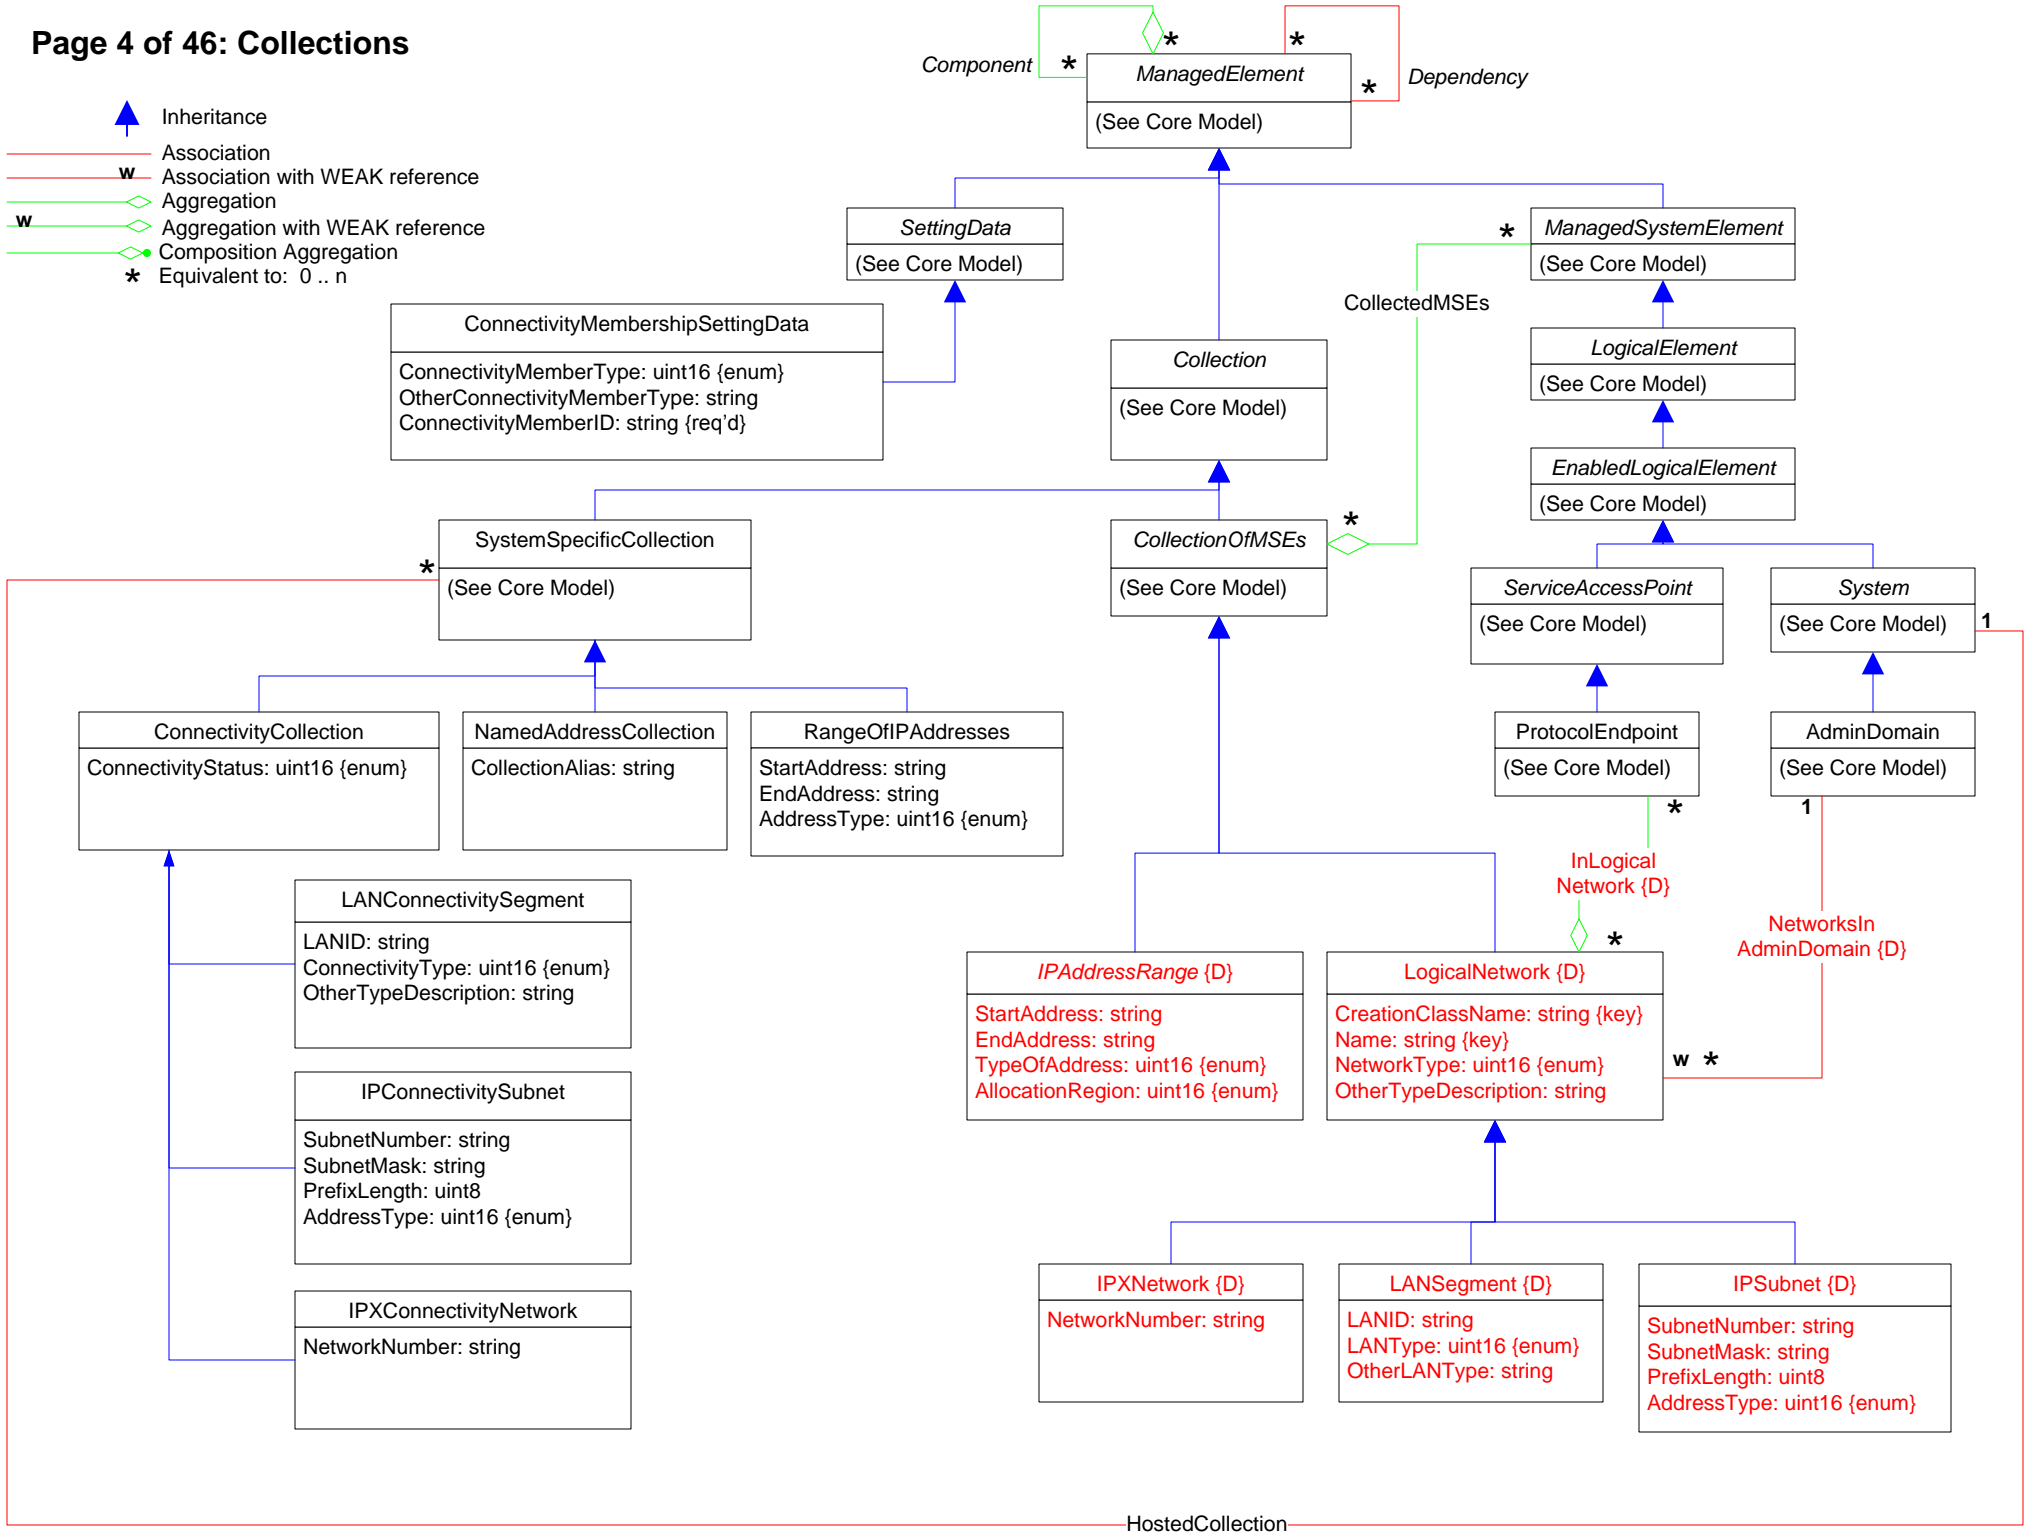 Page 4 of 46: Collections
Inheritance
Association
w
Association with WEAK reference
Aggregation
w
Aggregation with WEAK reference
Composition Aggregation
* Equivalent to: 0 .. n
Component
*
*
ManagedElement
(See Core Model)
*
*
Dependency
SettingData
(See Core Model)
*
ManagedSystemElement
(See Core Model)
CollectedMSEs
ConnectivityMembershipSettingData
ConnectivityMemberType: uint16 {enum}
OtherConnectivityMemberType: string
ConnectivityMemberID: string {req’d}
Collection
(See Core Model)
LogicalElement
(See Core Model)
EnabledLogicalElement
(See Core Model)
*
SystemSpecificCollection
(See Core Model)
CollectionOfMSEs
(See Core Model)
*
ServiceAccessPoint
(See Core Model)
System
(See Core Model)
1
ConnectivityCollection
ConnectivityStatus: uint16 {enum}
NamedAddressCollection
CollectionAlias: string
RangeOfIPAddresses
StartAddress: string
EndAddress: string
AddressType: uint16 {enum}
ProtocolEndpoint
(See Core Model)
*
AdminDomain
(See Core Model)
1
InLogical
Network {D}
*
NetworksIn
AdminDomain {D}
w *
LANConnectivitySegment
LANID: string
ConnectivityType: uint16 {enum}
OtherTypeDescription: string
IPAddressRange {D}
StartAddress: string
EndAddress: string
TypeOfAddress: uint16 {enum}
AllocationRegion: uint16 {enum}
LogicalNetwork {D}
CreationClassName: string {key}
Name: string {key}
NetworkType: uint16 {enum}
OtherTypeDescription: string
IPConnectivitySubnet
SubnetNumber: string
SubnetMask: string
PrefixLength: uint8
AddressType: uint16 {enum}
IPXConnectivityNetwork
NetworkNumber: string
IPXNetwork {D}
NetworkNumber: string
LANSegment {D}
LANID: string
LANType: uint16 {enum}
OtherLANType: string
IPSubnet {D}
SubnetNumber: string
SubnetMask: string
PrefixLength: uint8
AddressType: uint16 {enum}
HostedCollection